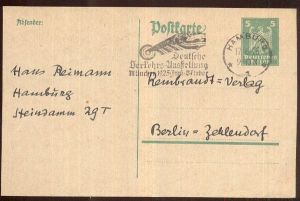 Absender:
Postkarte
5 5
HAMBURG
Deutsche
Verkehrs-Ausstellung
München 1925 Juni-Oktober
Hans Reimann
Hamburg
Steindamm 29 I
Rembrandt=Verlag
Berlin=Zehlendorf